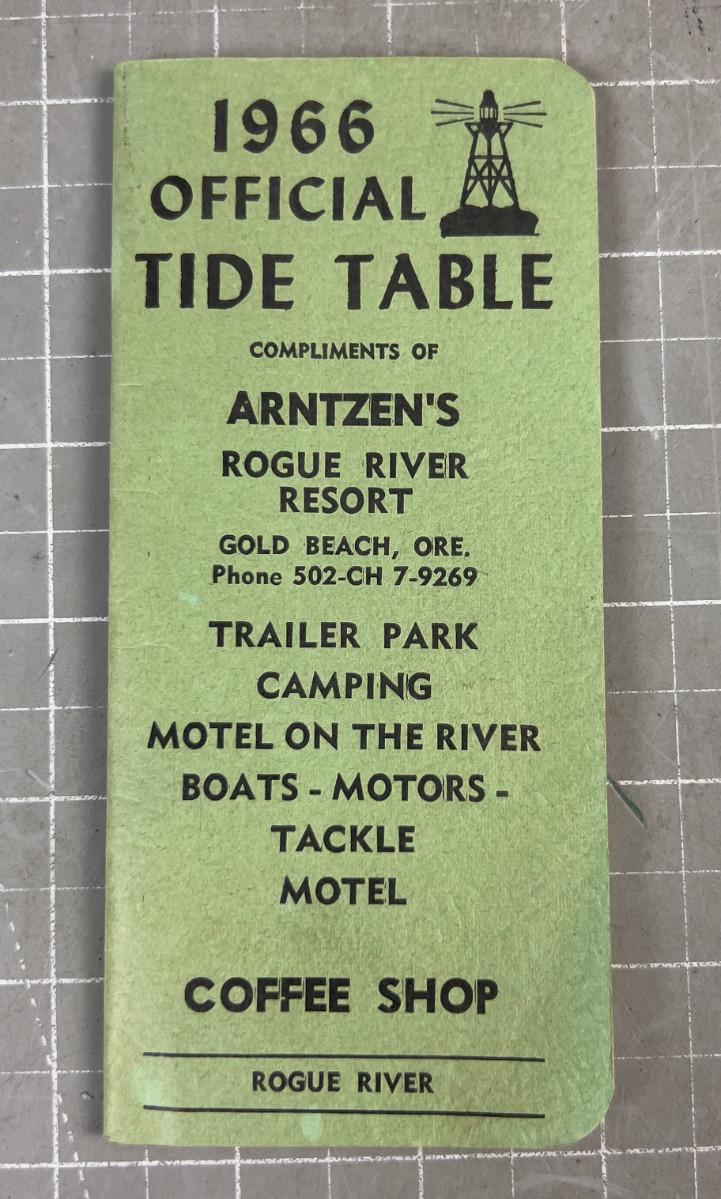 1966
OFFICIAL
TIDE TABLE
COMPLIMENTS OF
ARNTZEN'S
ROGUE RIVER
RESORT
GOLD BEACH, ORE.
Phone 502-CH 7-9269
TRAILER PARK
CAMPING
MOTEL ON THE RIVER
BOATS - MOTORS -
TACKLE
MOTEL
COFFEE SHOP
ROGUE RIVER